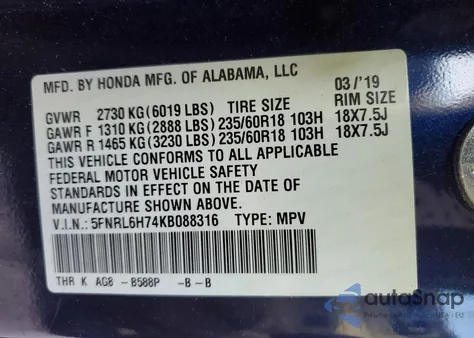 MFD. BY HONDA MFG. OF ALABAMA, LLC
03/'19
GVWR 2730 KG(6019 LBS) TIRE SIZE RIM SIZE
GAWR F 1310 KG(2888 LBS) 235/60R18 103H 18X7.5J
GAWR R 1465 KG(3230 LBS) 235/60R18 103H 18X7.5J
THIS VEHICLE CONFORMS TO ALL APPLICABLE
FEDERAL MOTOR VEHICLE SAFETY
STANDARDS IN EFFECT ON THE DATE OF
MANUFACTURE SHOWN ABOVE.
V.I.N.: 5FNRL6H74KB088316 TYPE: MPV
THR K AG8 -B588P -B-B
autoSnap